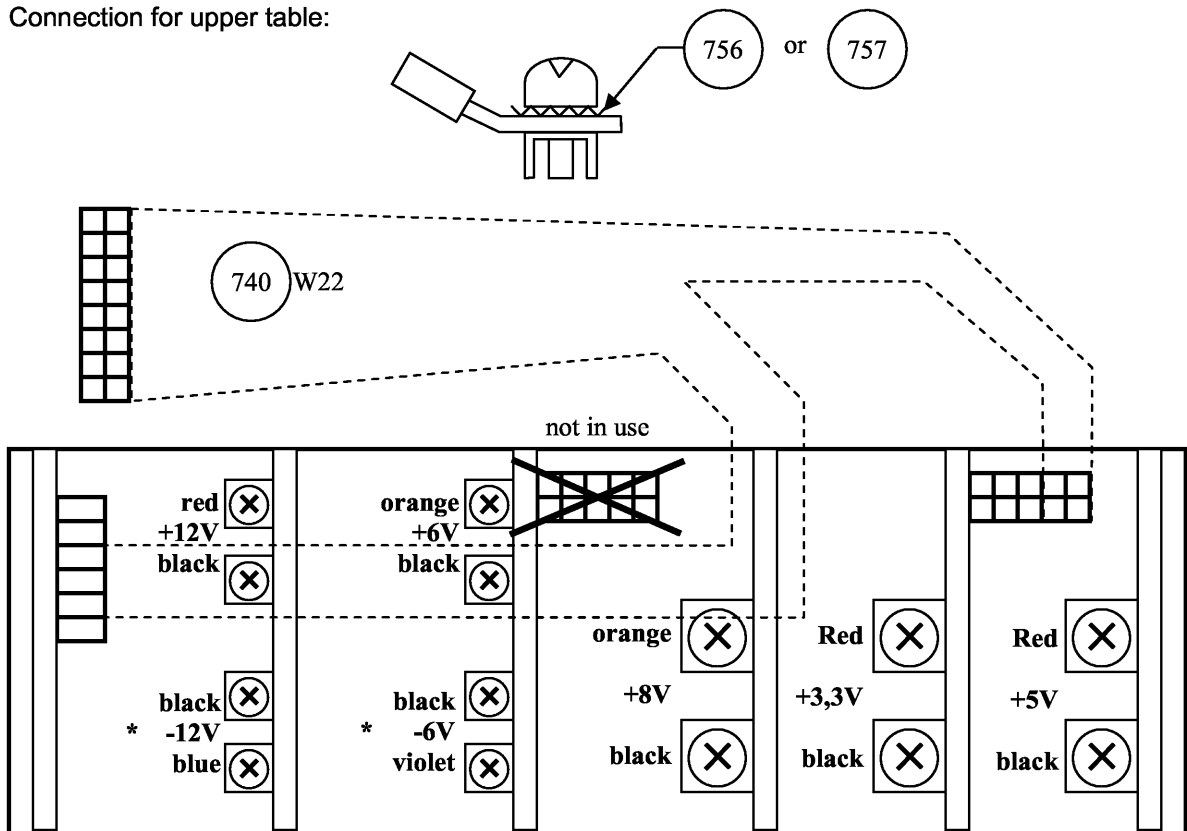 Connection for upper table:
756 or 757
740 W22
not in use
red
+12V
black
orange
+6V
black
orange
+8V
black
Red
+3,3V
black
Red
+5V
black
black
* -12V
blue
black
* -6V
violet